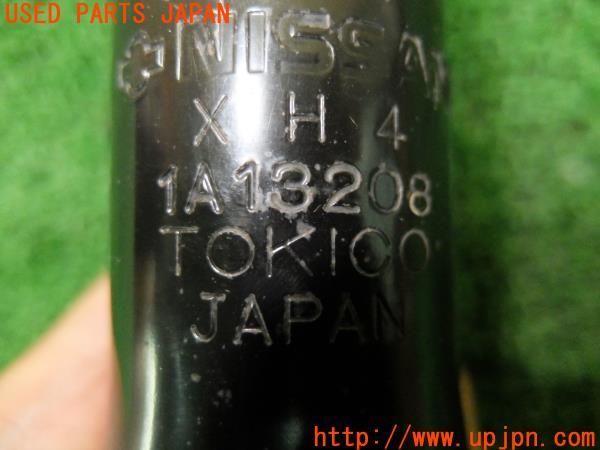 USED PARTS JAPAN
NISSAN
X H 4
1A13208
TOKICO
JAPAN
http://www.upjpn.com